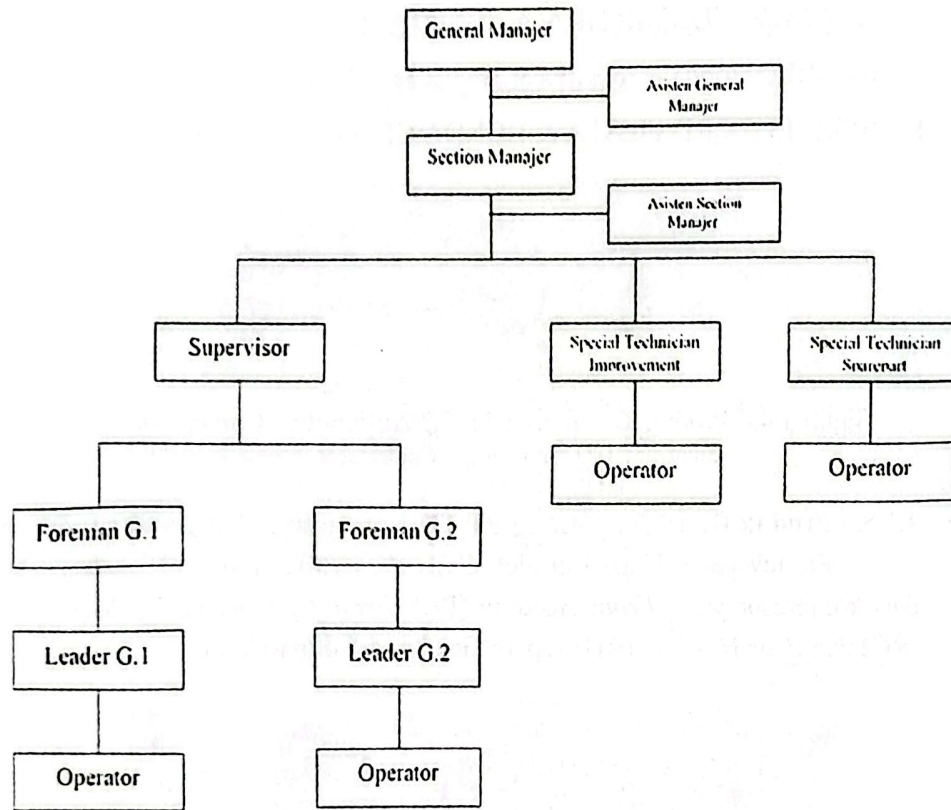 General Manajer
Asisten General
Manajer
Section Manajer
Asisten Section
Manajer
Supervisor
Special Technician
Improvement
Special Technician
Sparepart
Operator
Operator
Foreman G.1
Foreman G.2
Leader G.1
Leader G.2
Operator
Operator